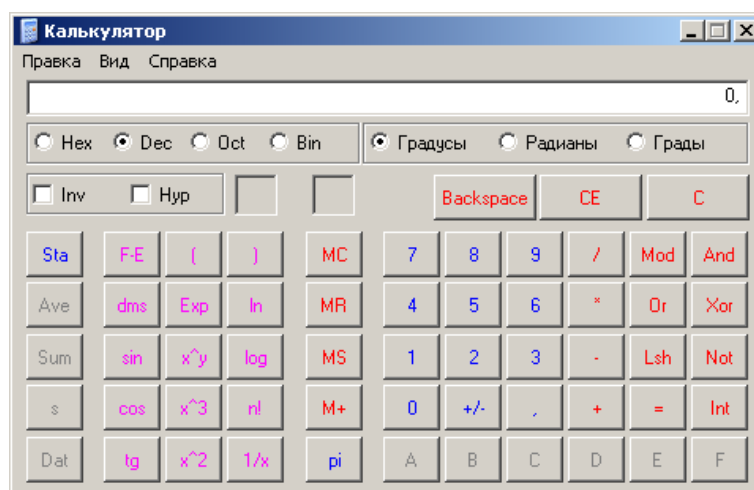 Калькулятор
Правка Вид Справка
0,
Hex Dec Oct Bin Градусы Радианы Грады
Inv Hyp Backspace CE C
Sta F-E ( ) MC 7 8 9 / Mod And
Ave dms Exp ln MR 4 5 6 * Or Xor
Sum sin x^y log MS 1 2 3 - Lsh Not
s cos x^3 n! M+ 0 +/- , + = Int
Dat tg x^2 1/x pi A B C D E F